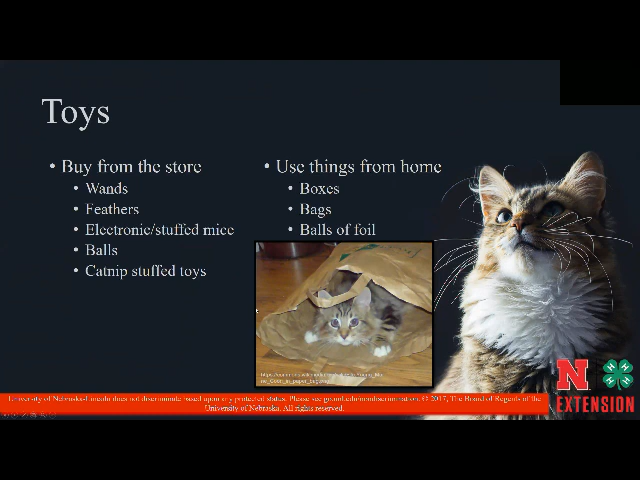 Toys
• Buy from the store
• Wands
• Feathers
• Electronic/stuffed mice
• Balls
• Catnip stuffed toys
• Use things from home
• Boxes
• Bags
• Balls of foil
University of Nebraska-Lincoln does not discriminate based upon any protected status. Please see go.unl.edu/nondiscrimination. © 2017, The Board of Regents of the
University of Nebraska. All rights reserved.
N
EXTENSION